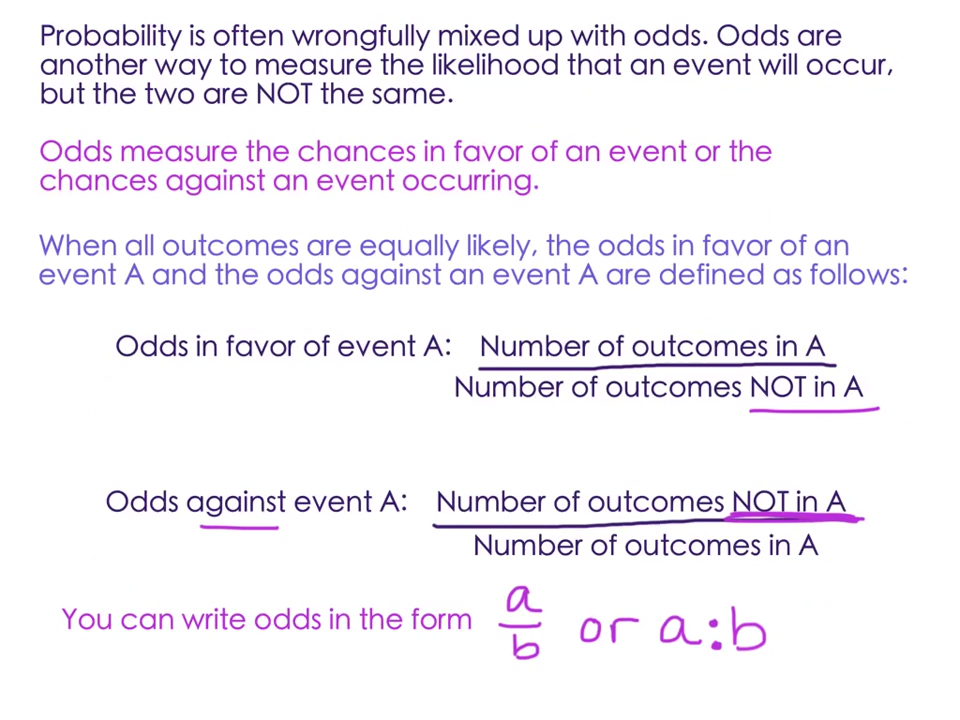 Probability is often wrongfully mixed up with odds. Odds are
another way to measure the likelihood that an event will occur,
but the two are NOT the same.
Odds measure the chances in favor of an event or the
chances against an event occurring.
When all outcomes are equally likely, the odds in favor of an
event A and the odds against an event A are defined as follows:
Odds in favor of event A: Number of outcomes in A
Number of outcomes NOT in A
Odds against event A: Number of outcomes NOT in A
Number of outcomes in A
You can write odds in the form a/b or a:b